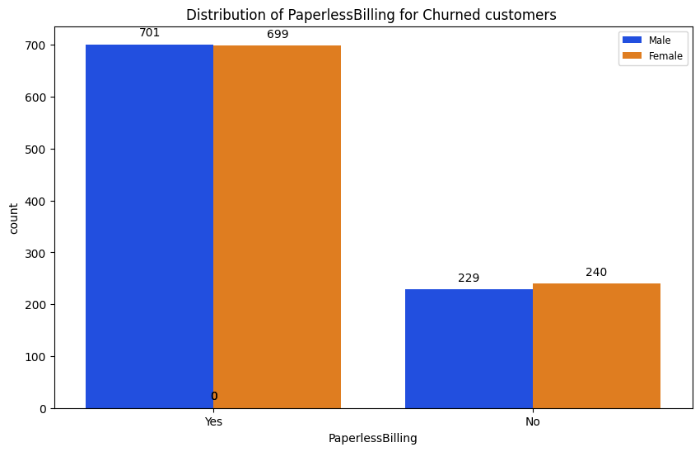 Distribution of PaperlessBilling for Churned customers
701
699
Male
Female
700
600
500
400
300
200
100
0
count
229
240
0
Yes
No
PaperlessBilling